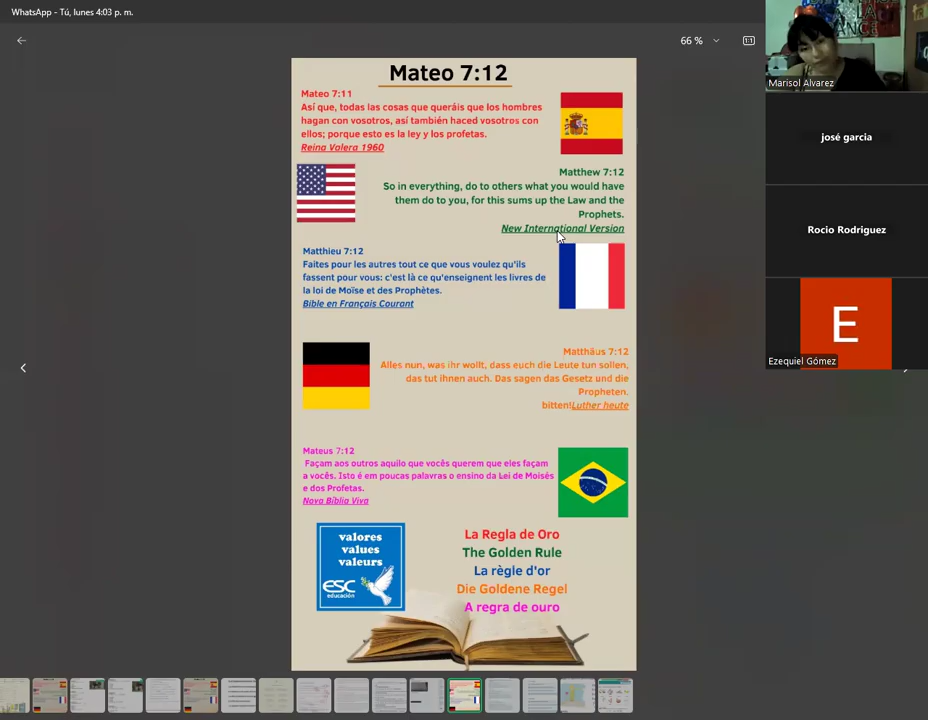 WhatsApp - Tú, lunes 4:03 p. m.
66 %
1:1
Marisol Alvarez
josé garcia
Rocio Rodriguez
E
Ezequiel Gómez
Mateo 7:12
Mateo 7:11
Así que, todas las cosas que queráis que los hombres
hagan con vosotros, así también haced vosotros con
ellos; porque esto es la ley y los profetas.
Reina Valera 1960
Matthew 7:12
So in everything, do to others what you would have
them do to you, for this sums up the Law and the
Prophets.
New International Version
Matthieu 7:12
Faites pour les autres tout ce que vous voulez qu'ils
fassent pour vous: c'est là ce qu'enseignent les livres de
la loi de Moïse et des Prophètes.
Bible en Français Courant
Matthäus 7:12
Alles nun, was ihr wollt, dass euch die Leute tun sollen,
das tut ihnen auch. Das sagen das Gesetz und die
Propheten.
bitten!Luther heute
Mateus 7:12
Façam aos outros aquilo que vocês querem que eles façam
a vocês. Isto é em poucas palavras o ensino da Lei de Moisés
e dos Profetas.
Nova Bíblia Viva
valores
values
valeurs
esc
educación
La Regla de Oro
The Golden Rule
La règle d'or
Die Goldene Regel
A regra de ouro